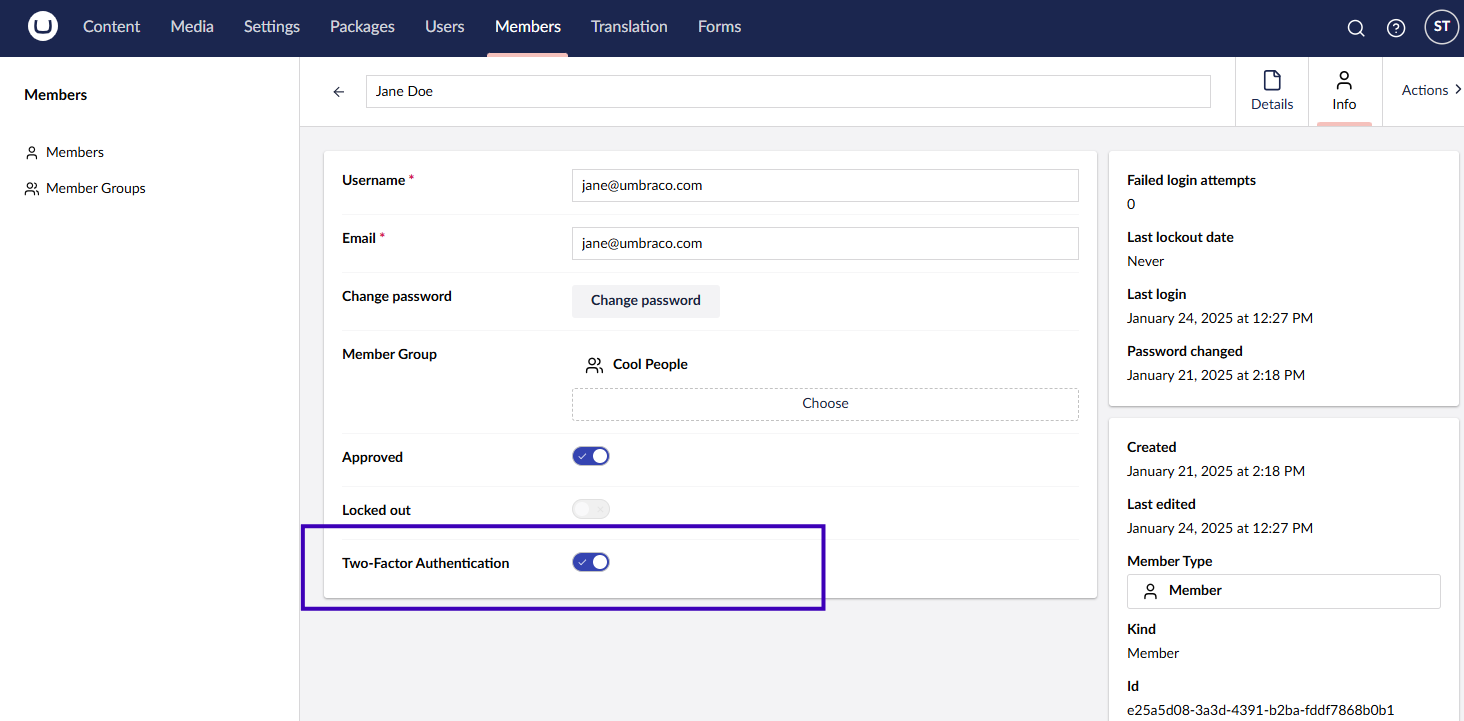 Content Media Settings Packages Users Members Translation Forms ST
Members
Members
Member Groups
Jane Doe
Details
Info
Actions
Username *
jane@umbraco.com
Email *
jane@umbraco.com
Change password
Change password
Member Group
Cool People
Choose
Approved
Locked out
Two-Factor Authentication
Failed login attempts
0
Last lockout date
Never
Last login
January 24, 2025 at 12:27 PM
Password changed
January 21, 2025 at 2:18 PM
Created
January 21, 2025 at 2:18 PM
Last edited
January 24, 2025 at 12:27 PM
Member Type
Member
Kind
Member
Id
e25a5d08-3a3d-4391-b2ba-fddf7868b0b1